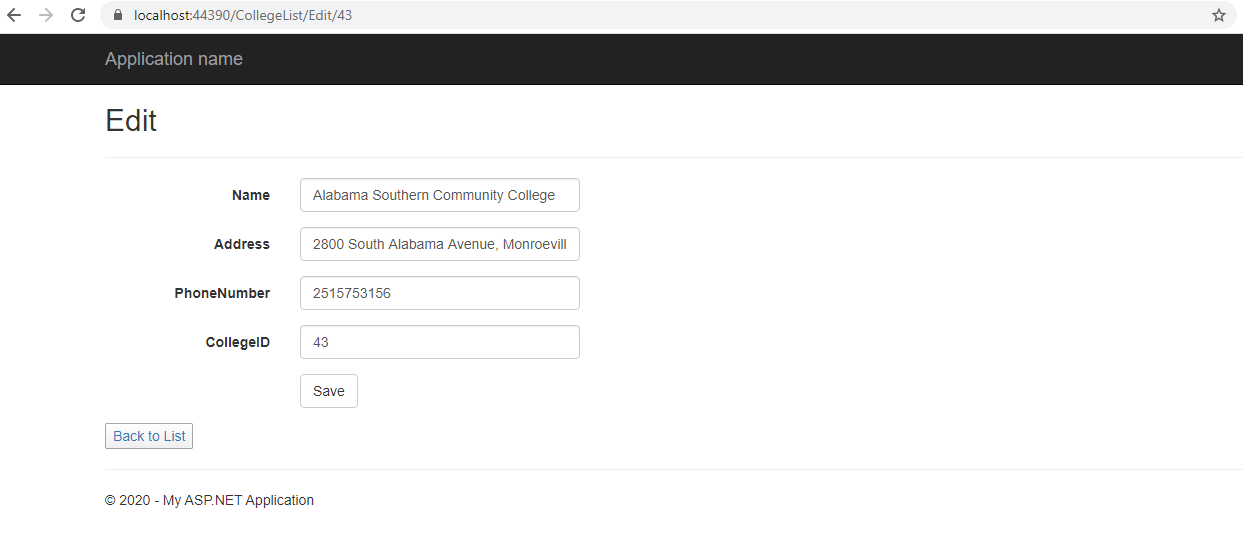 localhost:44390/CollegeList/Edit/43
Application name
Edit
Name Alabama Southern Community College
Address 2800 South Alabama Avenue, Monroevill
PhoneNumber 2515753156
CollegeID 43
Save
Back to List
© 2020 - My ASP.NET Application